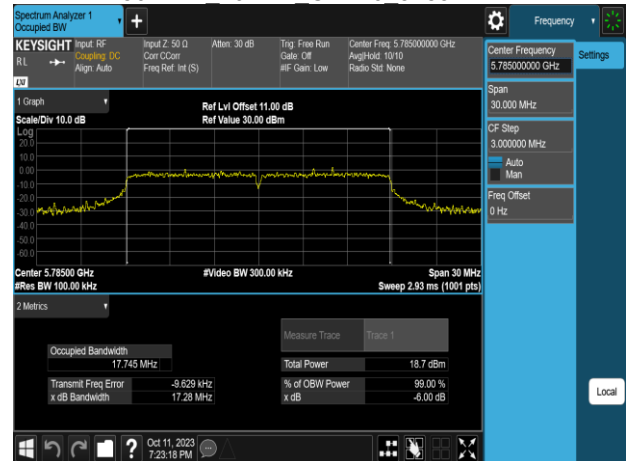 Spectrum Analyzer 1
Occupied BW
Frequency
KEYSIGHT
RL
LXI
Input: RF
Coupling: DC
Align: Auto
Input Z: 50 Ω
Corr CCorr
Freq Ref: Int (S)
Atten: 30 dB
Trig: Free Run
Gate: Off
#IF Gain: Low
Center Freq: 5.785000000 GHz
Avg|Hold: 10/10
Radio Std: None
Center Frequency
5.785000000 GHz
Settings
Span
30.000 MHz
CF Step
3.000000 MHz
Auto
Man
Freq Offset
0 Hz
Local
1 Graph
Scale/Div 10.0 dB
Ref Lvl Offset 11.00 dB
Ref Value 30.00 dBm
Log
20.0
10.0
0.00
-10.0
-20.0
-30.0
-40.0
-50.0
-60.0
Center 5.78500 GHz
#Video BW 300.00 kHz
Span 30 MHz
#Res BW 100.00 kHz
Sweep 2.93 ms (1001 pts)
2 Metrics
Measure Trace
Trace 1
Occupied Bandwidth
17.745 MHz
Total Power
18.7 dBm
Transmit Freq Error
-9.629 kHz
% of OBW Power
99.00 %
x dB Bandwidth
17.28 MHz
x dB
-6.00 dB
?
Oct 11, 2023
7:23:18 PM